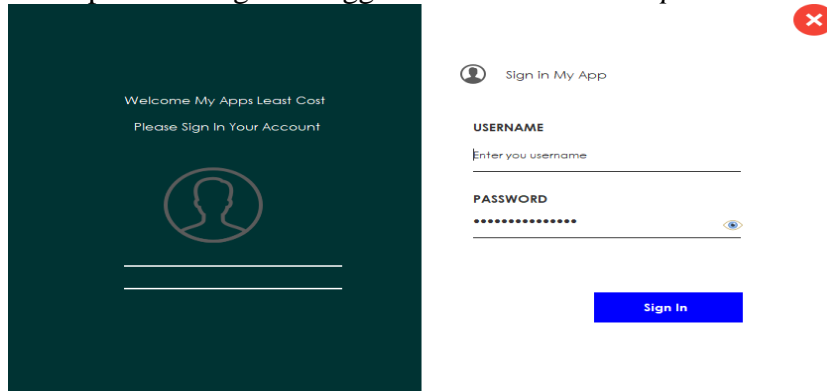 Welcome My Apps Least Cost
Please Sign In Your Account
Sign in My App
USERNAME
Enter you username
PASSWORD
•••••••••••••••
Sign In